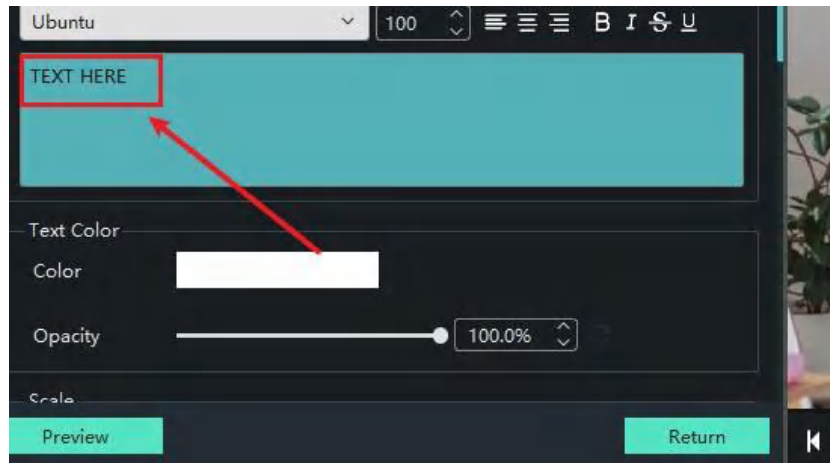 Ubuntu 100 B I S U
TEXT HERE
Text Color
Color
Opacity 100.0%
Scale
Preview Return